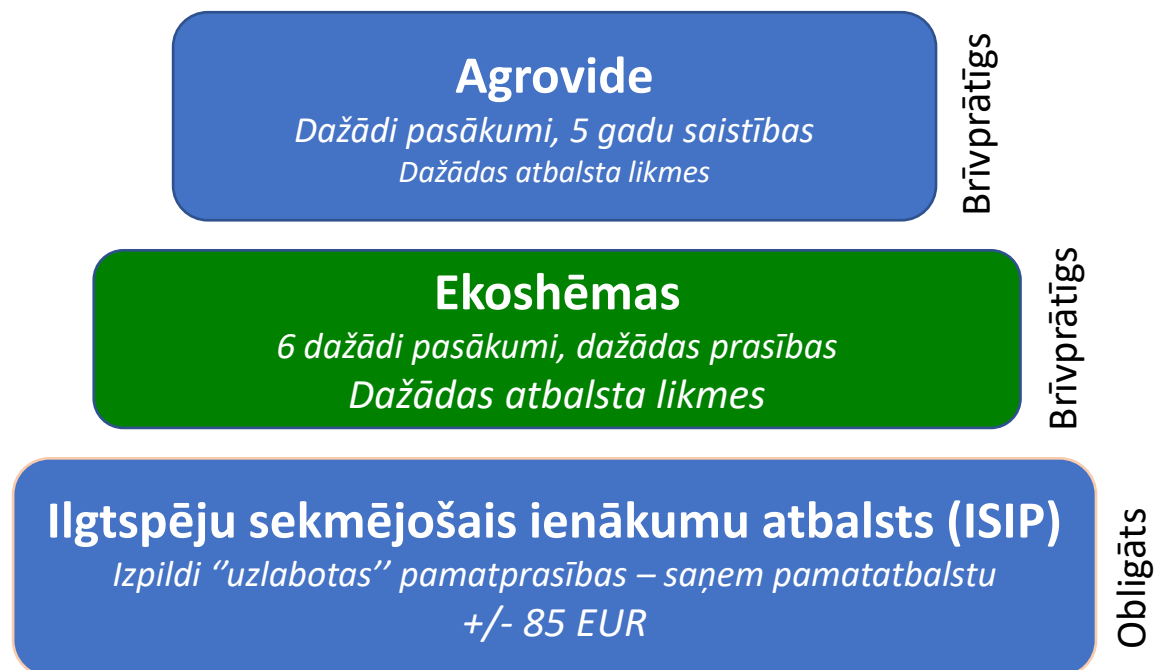 Agrovide
Dažādi pasākumi, 5 gadu saistības
Dažādas atbalsta likmes
Brīvprātīgs
Ekoshēmas
6 dažādi pasākumi, dažādas prasības
Dažādas atbalsta likmes
Brīvprātīgs
Ilgtspēju sekmējošais ienākumu atbalsts (ISIP)
Izpildi ‘’uzlabotas’’ pamatprasības – saņem pamatatbalstu
+/- 85 EUR
Obligāts